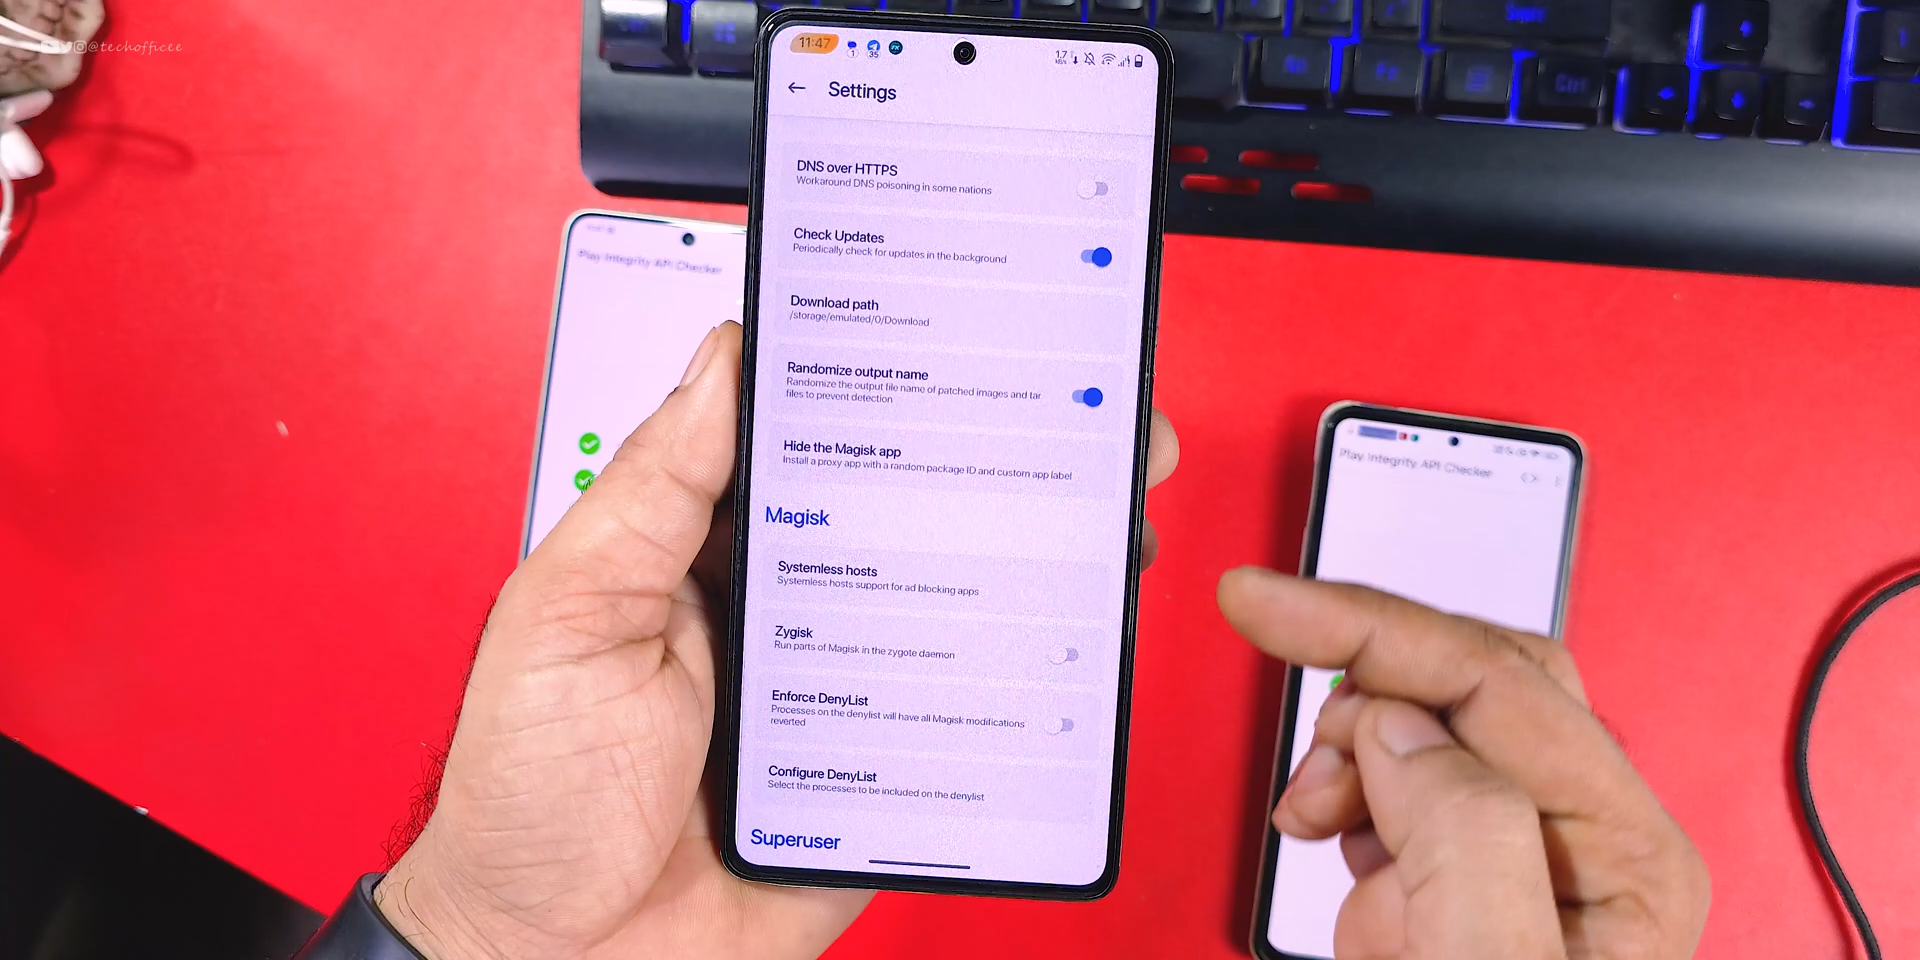 @techofficee
11:47
1
35
1.7
Settings
DNS over HTTPS
Workaround DNS poisoning in some nations
Check Updates
Periodically check for updates in the background
Download path
/storage/emulated/0/Download
Randomize output name
Randomize the output file name of patched images and tar
files to prevent detection
Hide the Magisk app
Install a proxy app with a random package ID and custom app label
Magisk
Systemless hosts
Systemless hosts support for ad blocking apps
Zygisk
Run parts of Magisk in the zygote daemon
Enforce DenyList
Processes on the denylist will have all Magisk modifications
reverted
Configure DenyList
Select the processes to be included on the denylist
Superuser
Play Integrity API Checker
Play Integrity API Checker
Ctrl